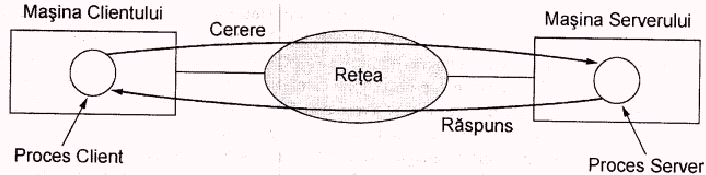 Maşina Clientului
Maşina Serverului
Cerere
Reţea
Răspuns
Proces Client
Proces Server